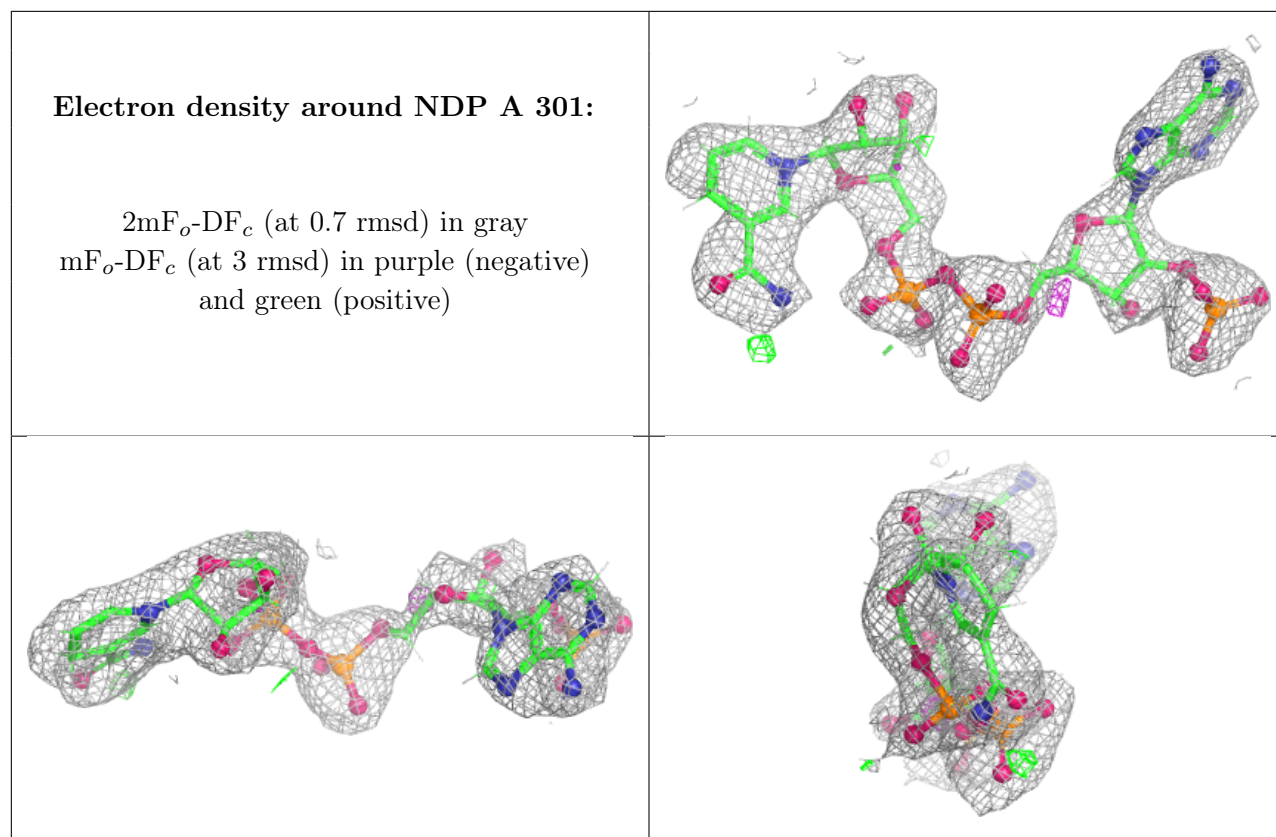 Electron density around NDP A 301:
2mFₒ-DF𝒸 (at 0.7 rmsd) in gray
mFₒ-DF𝒸 (at 3 rmsd) in purple (negative)
and green (positive)